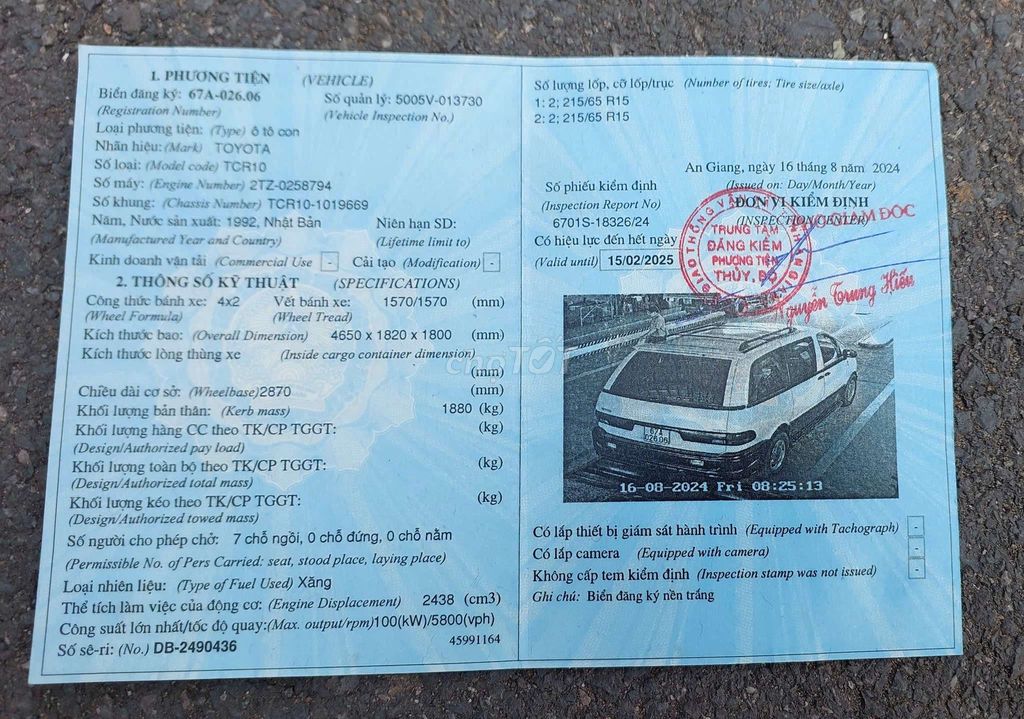 1. PHƯƠNG TIỆN (VEHICLE)
Biển đăng ký: 67A-026.06 Số quản lý: 5005V-013730
(Registration Number) (Vehicle Inspection No.)
Loại phương tiện: (Type) ô tô con
Nhãn hiệu: (Mark) TOYOTA
Số loại: (Model code) TCR10
Số máy: (Engine Number) 2TZ-0258794
Số khung: (Chassis Number) TCR10-1019669
Năm, Nước sản xuất: 1992, Nhật Bản Niên hạn SD:
(Manufactured Year and Country) (Lifetime limit to)
Kinh doanh vận tải (Commercial Use - ) Cải tạo (Modification) -
2. THÔNG SỐ KỸ THUẬT (SPECIFICATIONS)
Công thức bánh xe: 4x2 Vết bánh xe: 1570/1570 (mm)
(Wheel Formula) (Wheel Tread)
Kích thước bao: (Overall Dimension) 4650 x 1820 x 1800 (mm)
Kích thước lòng thùng xe (Inside cargo container dimension)
(mm)
Chiều dài cơ sở: (Wheelbase) 2870 (mm)
Khối lượng bản thân: (Kerb mass) 1880 (kg)
Khối lượng hàng CC theo TK/CP TGGT: (kg)
(Design/Authorized pay load)
Khối lượng toàn bộ theo TK/CP TGGT: (kg)
(Design/Authorized total mass)
Khối lượng kéo theo TK/CP TGGT: (kg)
(Design/Authorized towed mass)
Số người cho phép chở: 7 chỗ ngồi, 0 chỗ đứng, 0 chỗ nằm
(Permissible No. of Pers Carried: seat, stood place, laying place)
Loại nhiên liệu: (Type of Fuel Used) Xăng
Thể tích làm việc của động cơ: (Engine Displacement) 2438 (cm3)
Công suất lớn nhất/tốc độ quay:(Max. output/rpm)100(kW)/5800(vph)
45991164
Số sê-ri: (No.) DB-2490436
Số lượng lốp, cỡ lốp/trục (Number of tires; Tire size/axle)
1: 2; 215/65 R15
2: 2; 215/65 R15
An Giang, ngày 16 tháng 8 năm 2024
(Issued on: Day/Month/Year)
Số phiếu kiểm định
(Inspection Report No)
6701S-18326/24
ĐƠN VỊ KIỂM ĐỊNH
(INSPECTION CENTER)
GIÁM ĐỐC
Có hiệu lực đến hết ngày
(Valid until) 15/02/2025
TRUNG TÂM
ĐĂNG KIỂM
PHƯƠNG TIỆN
THỦY, BỘ
Nguyễn Trung Hiếu
chợTỐT
67A
026.06
16-08-2024 Fri 08:25:13
Có lắp thiết bị giám sát hành trình (Equipped with Tachograph) -
Có lắp camera (Equipped with camera) -
Không cấp tem kiểm định (Inspection stamp was not issued) -
Ghi chú: Biển đăng ký nền trắng